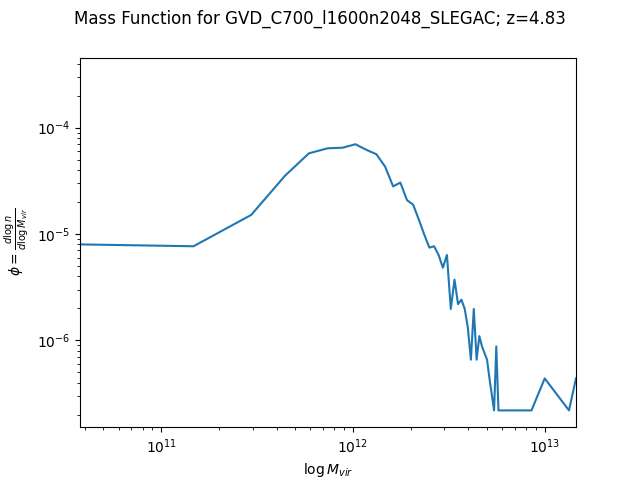 Mass Function for GVD_C700_l1600n2048_SLEGAC; z=4.83
10⁻⁴
10⁻⁵
10⁻⁶
ϕ = d log n / d log M_vir
10¹¹ 10¹² 10¹³
log M_vir